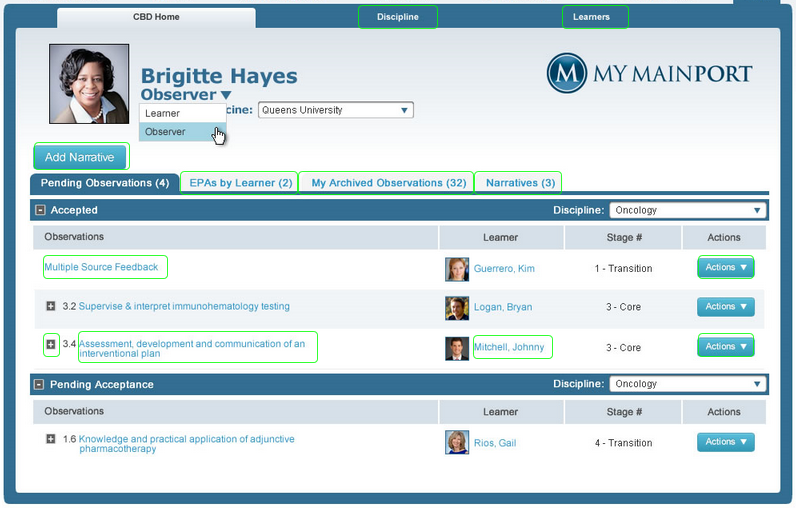 CBD Home Discipline Learners
Brigitte Hayes
MY MAINPORT
Observer
Learner
cine: Queens University
Observer
Add Narrative
Pending Observations (4) EPAs by Learner (2) My Archived Observations (32) Narratives (3)
Accepted Discipline: Oncology
Observations Learner Stage # Actions
Multiple Source Feedback Guerrero, Kim 1 - Transition Actions
3.2 Supervise & interpret immunohematology testing Logan, Bryan 3 - Core Actions
3.4 Assessment, development and communication of an
interventional plan Mitchell, Johnny 3 - Core Actions
Pending Acceptance Discipline: Oncology
Observations Learner Stage # Actions
1.6 Knowledge and practical application of adjunctive
pharmacotherapy Rios, Gail 4 - Transition Actions